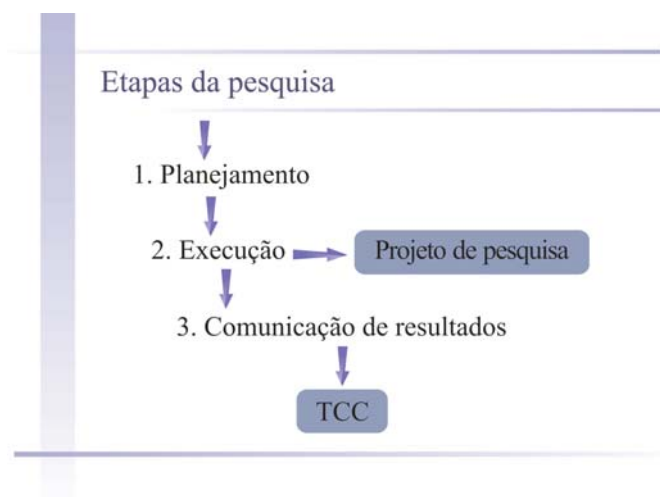 Etapas da pesquisa
1. Planejamento
2. Execução
Projeto de pesquisa
3. Comunicação de resultados
TCC